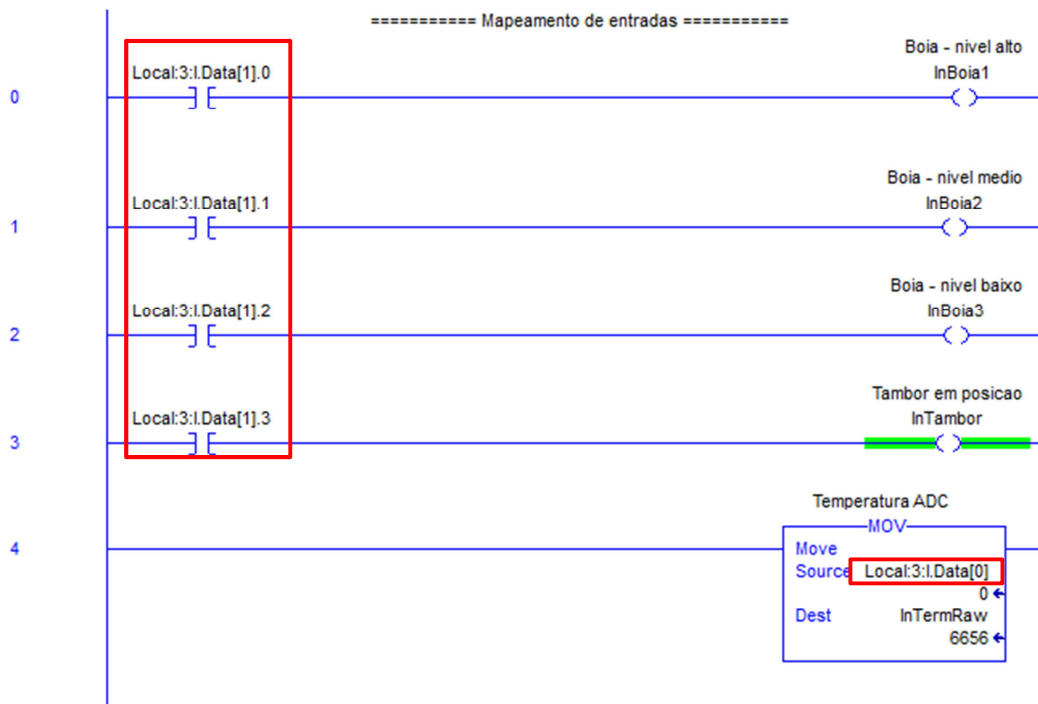 =========== Mapeamento de entradas ===========
Boia - nivel alto
Local:3:I.Data[1].0
InBoia1
0
Boia - nivel medio
Local:3:I.Data[1].1
InBoia2
1
Boia - nivel baixo
Local:3:I.Data[1].2
InBoia3
2
Tambor em posicao
Local:3:I.Data[1].3
InTambor
3
Temperatura ADC
MOV
4
Move
Source Local:3:I.Data[0]
0
Dest InTermRaw
6656